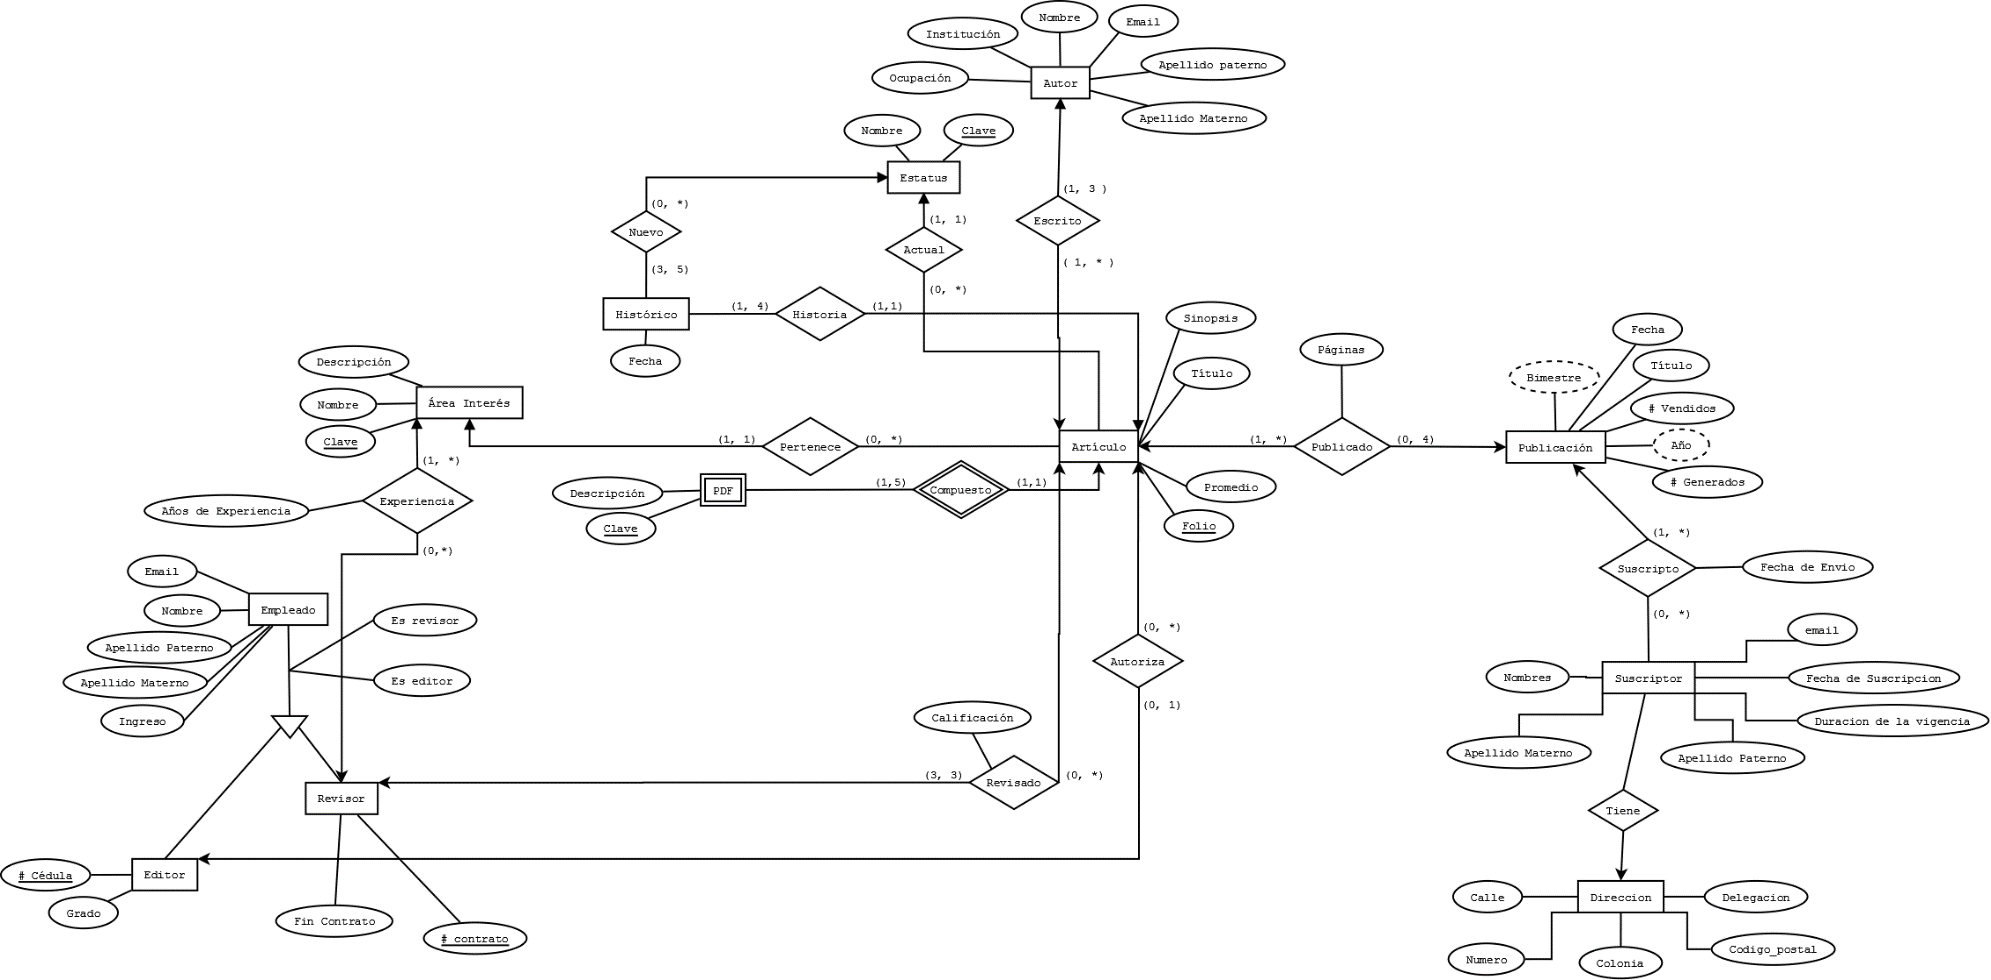 Nombre
Email
Institución
Apellido paterno
Ocupación
Autor
Apellido Materno
Nombre
Clave
Estatus
(0, *)
(1, 1)
(1, 3 )
Nuevo
Actual
Escrito
(3, 5)
(0, *)
( 1, * )
Histórico
(1, 4)
Historia
(1,1)
Fecha
Sinopsis
Título
Páginas
Fecha
Título
Bimestre
# Vendidos
Año
# Generados
Descripción
Nombre
Área Interés
Clave
(1, 1)
Pertenece
(0, *)
Artículo
(1, *)
Publicado
(0, 4)
Publicación
(1, *)
Experiencia
Años de Experiencia
(0,*)
Descripción
PDF
Clave
(1,5)
Compuesto
(1,1)
Promedio
Folio
(1, *)
Suscripto
Fecha de Envio
(0, *)
Email
Nombre
Empleado
Apellido Paterno
Apellido Materno
Ingreso
Es revisor
Es editor
(0, *)
Autoriza
(0, 1)
email
Nombres
Suscriptor
Fecha de Suscripcion
Duracion de la vigencia
Apellido Materno
Apellido Paterno
Calificación
(3, 3)
Revisado
(0, *)
Revisor
Tiene
# Cédula
Editor
Grado
Fin Contrato
# contrato
Calle
Direccion
Delegacion
Numero
Colonia
Codigo_postal